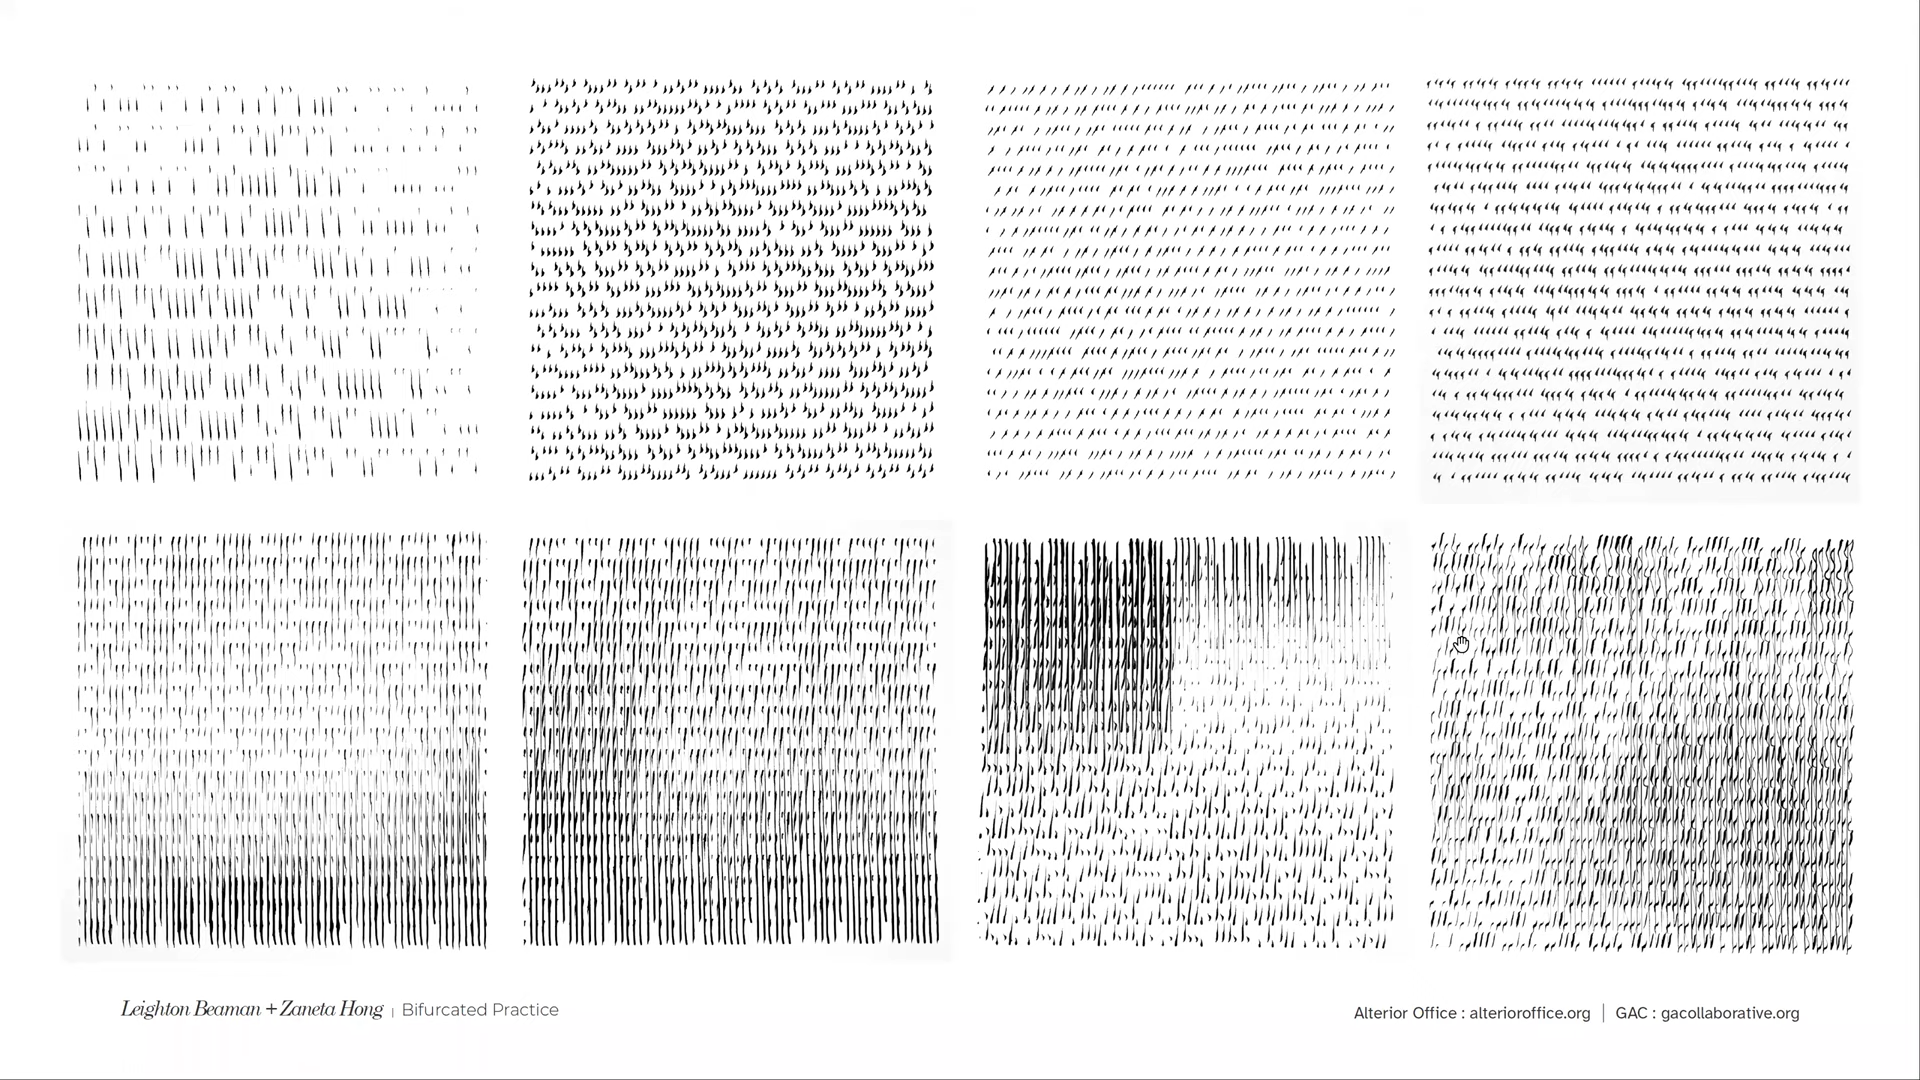 Leighton Beaman + Zaneta Hong | Bifurcated Practice
Alterior Office : alterioroffice.org | GAC : gacollaborative.org